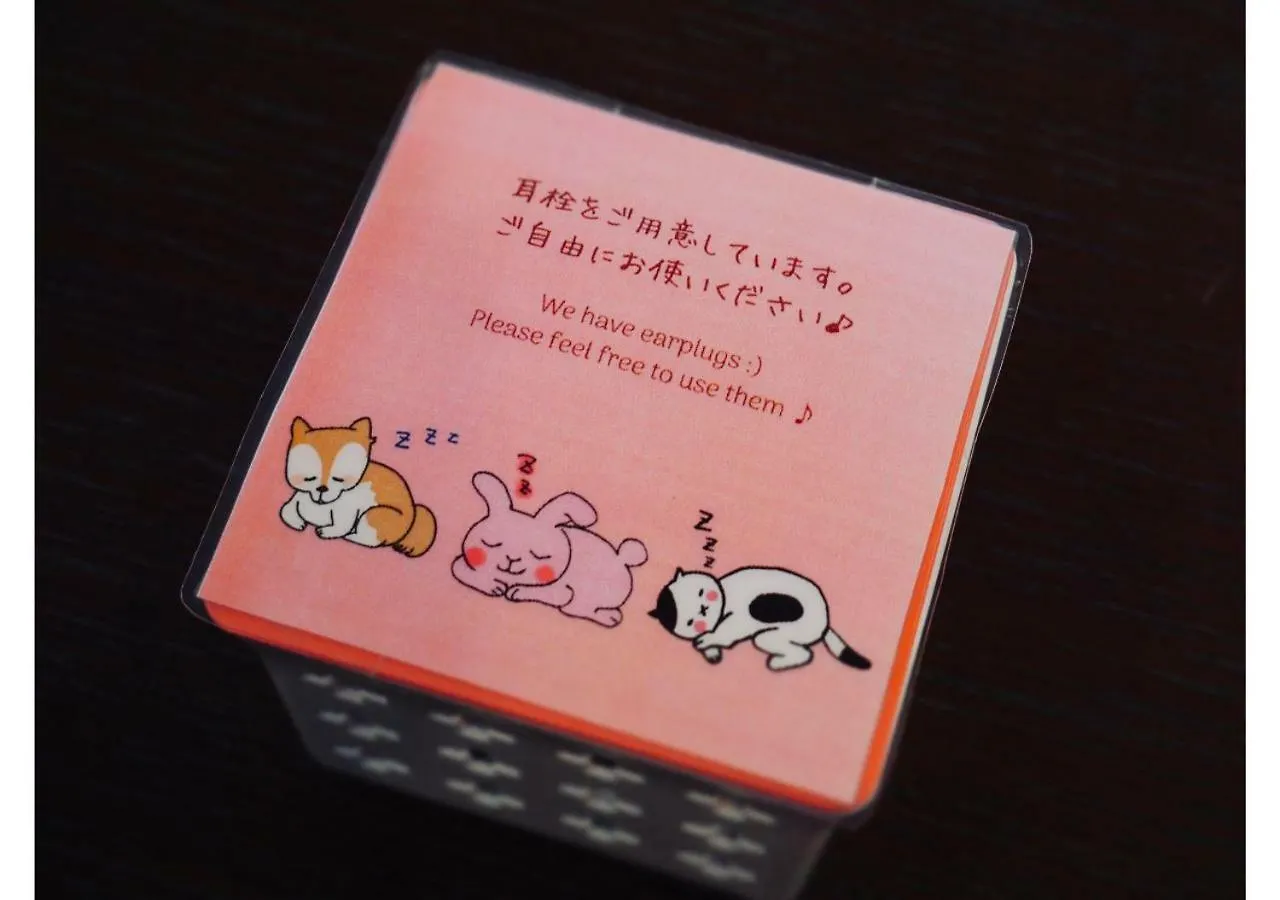 耳栓をご用意しています。
ご自由にお使いください♪
We have earplugs :)
Please feel free to use them ♪
z z z
z
z
z
z
z